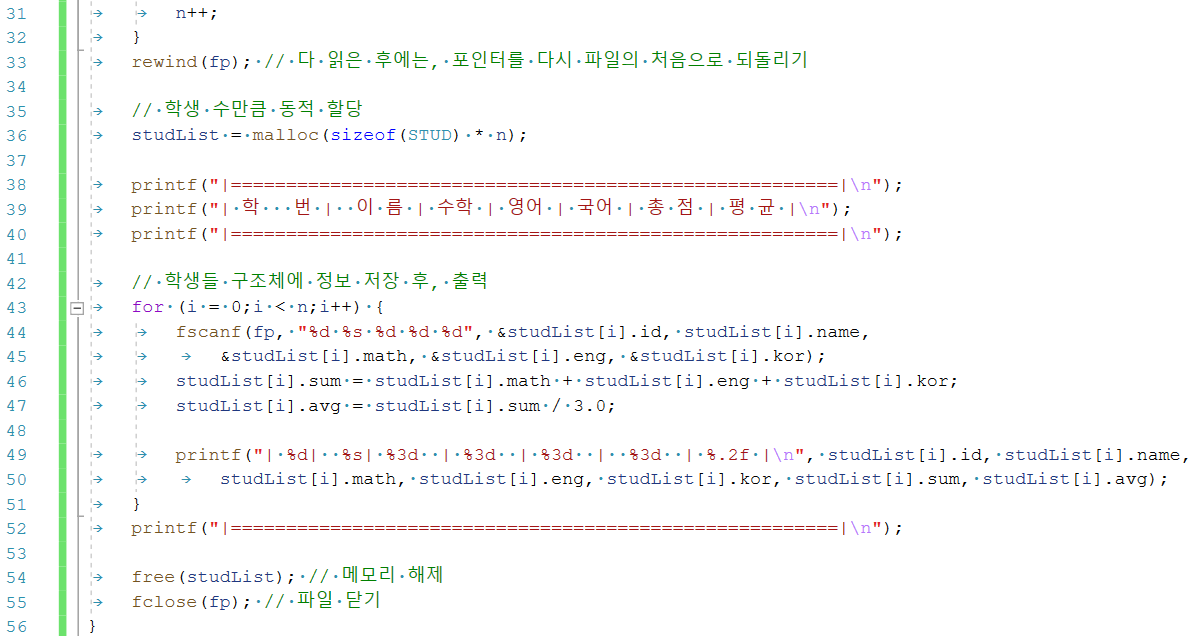 31 n++;
32 }
33 rewind(fp); // 다 읽은 후에는, 포인터를 다시 파일의 처음으로 되돌리기
34
35 // 학생 수만큼 동적 할당
36 studList = malloc(sizeof(STUD) * n);
37
38 printf("|=======================================================|\n");
39 printf("| 학   번 |  이 름 | 수학 | 영어 | 국어 | 총 점 | 평 균 |\n");
40 printf("|=======================================================|\n");
41
42 // 학생들 구조체에 정보 저장 후, 출력
43 for (i = 0;i < n;i++) {
44 fscanf(fp, "%d %s %d %d %d", &studList[i].id, studList[i].name,
45 &studList[i].math, &studList[i].eng, &studList[i].kor);
46 studList[i].sum = studList[i].math + studList[i].eng + studList[i].kor;
47 studList[i].avg = studList[i].sum / 3.0;
48
49 printf("| %d|  %s| %3d  | %3d  | %3d  |  %3d  | %.2f |\n", studList[i].id, studList[i].name,
50 studList[i].math, studList[i].eng, studList[i].kor, studList[i].sum, studList[i].avg);
51 }
52 printf("|=======================================================|\n");
53
54 free(studList); // 메모리 해제
55 fclose(fp); // 파일 닫기
56 }